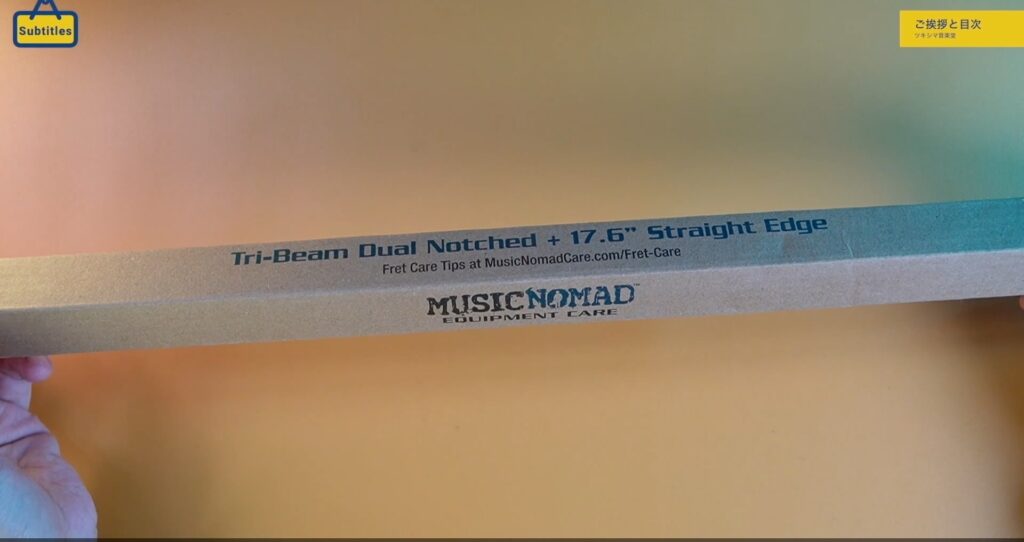 Subtitles
ご挨拶と目次
ツキシマ音楽堂
Tri-Beam Dual Notched + 17.6” Straight Edge
Fret Care Tips at MusicNomadCare.com/Fret-Care
MUSICNOMAD™
EQUIPMENT CARE